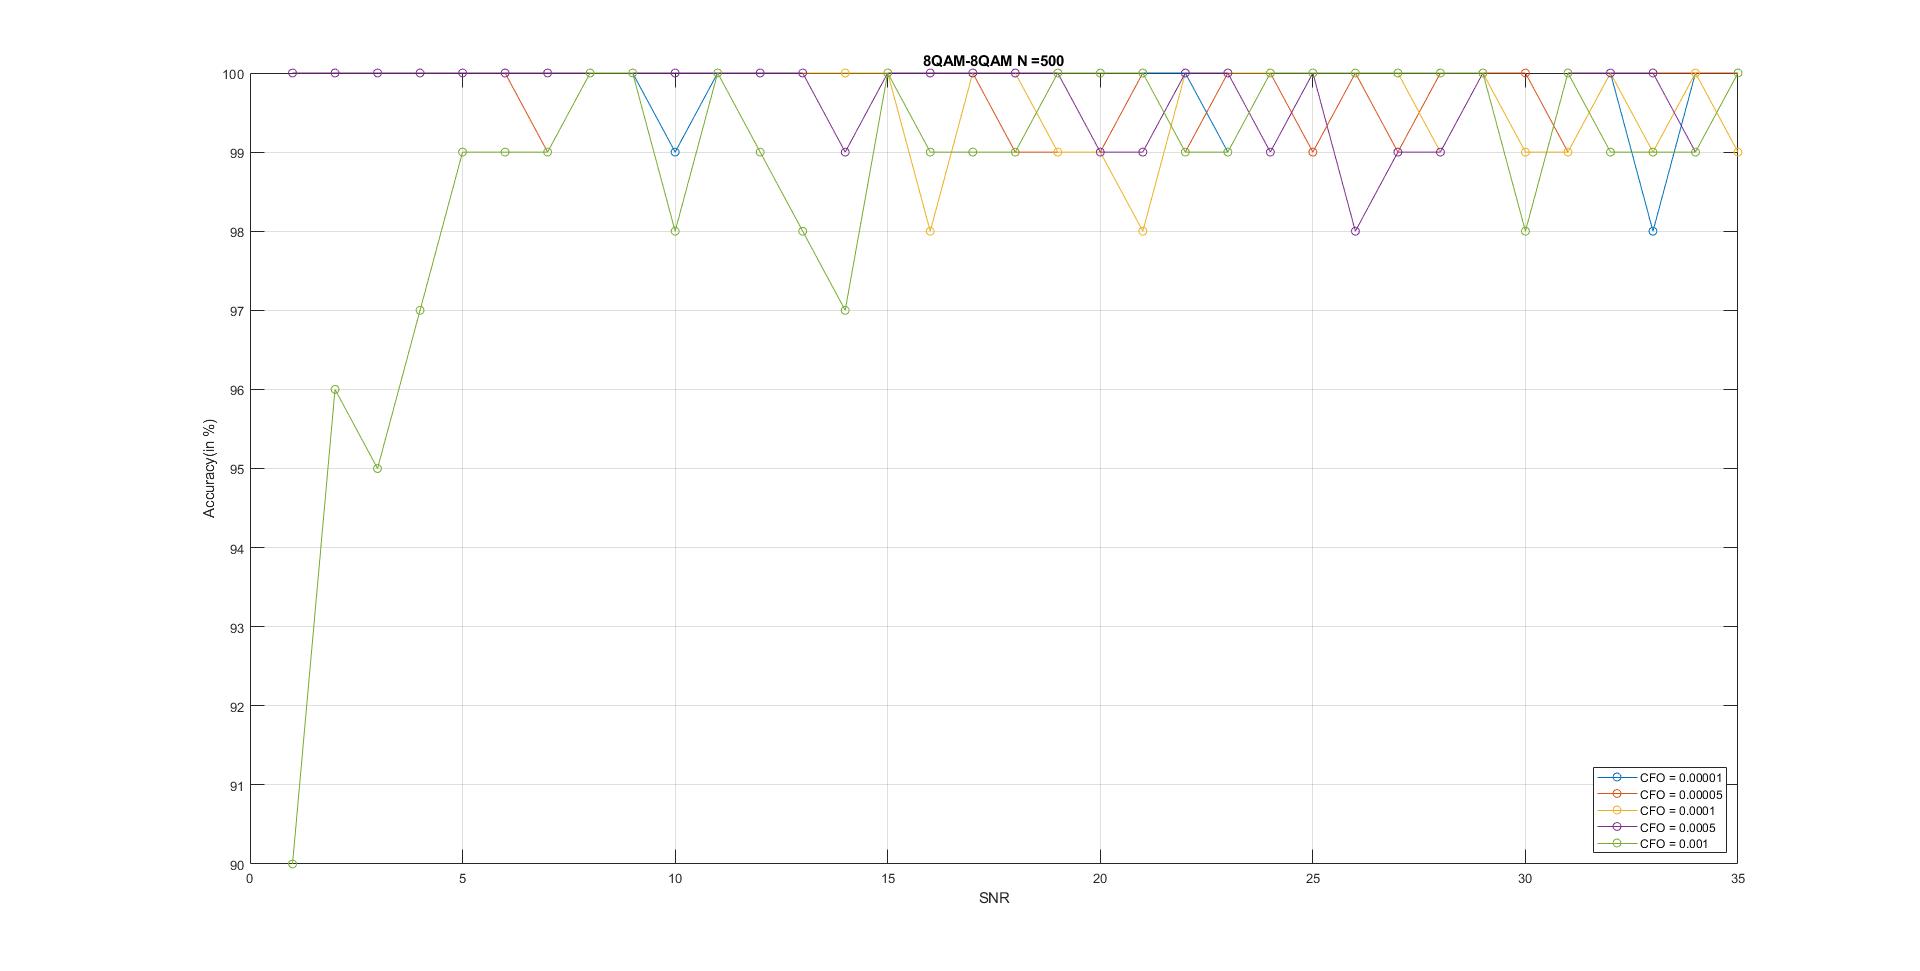 8QAM-8QAM N =500
100
99
98
97
96
95
94
93
92
91
90
Accuracy(in %)
0 5 10 15 20 25 30 35
SNR
CFO = 0.00001
CFO = 0.00005
CFO = 0.0001
CFO = 0.0005
CFO = 0.001